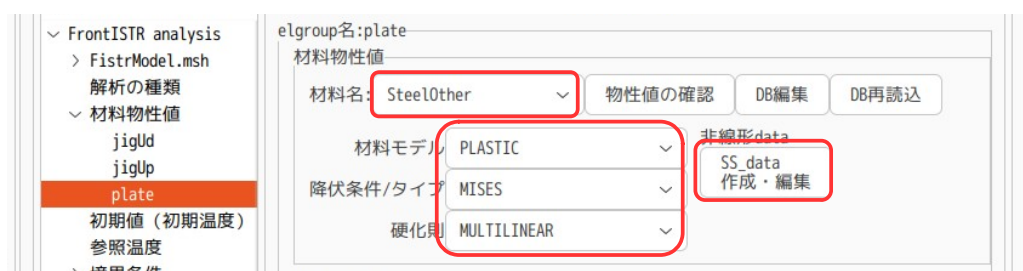 FrontISTR analysis
FistrModel.msh
解析の種類
材料物性値
jigUd
jigUp
plate
初期値（初期温度）
参照温度
境界条件
elgroup名:plate
材料物性値
材料名: SteelOther 物性値の確認 DB編集 DB再読込
材料モデル PLASTIC
降伏条件/タイプ MISES
硬化則 MULTILINEAR
非線形data
SS_data
作成・編集